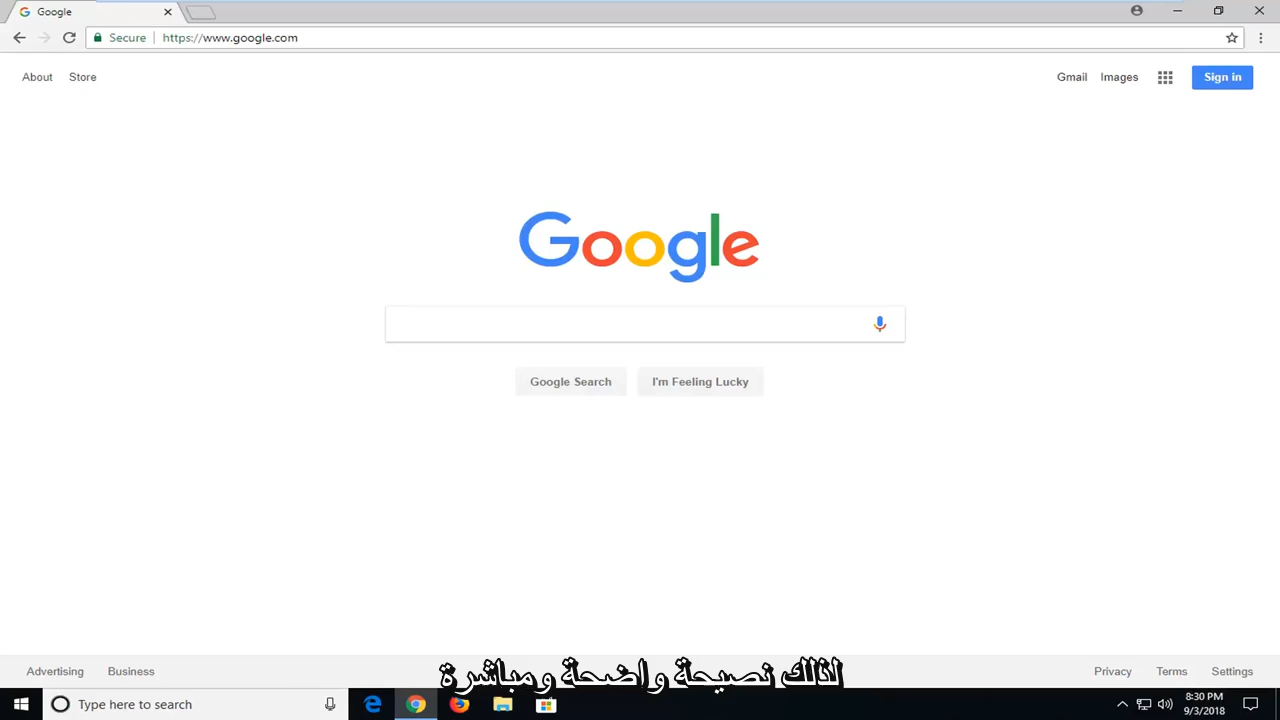 Google
Secure https://www.google.com
About Store Gmail Images Sign in
Google
Google Search I'm Feeling Lucky
لذلك نصيحة واضحة ومباشرة
Advertising Business Privacy Terms Settings
Type here to search 8:30 PM
9/3/2018